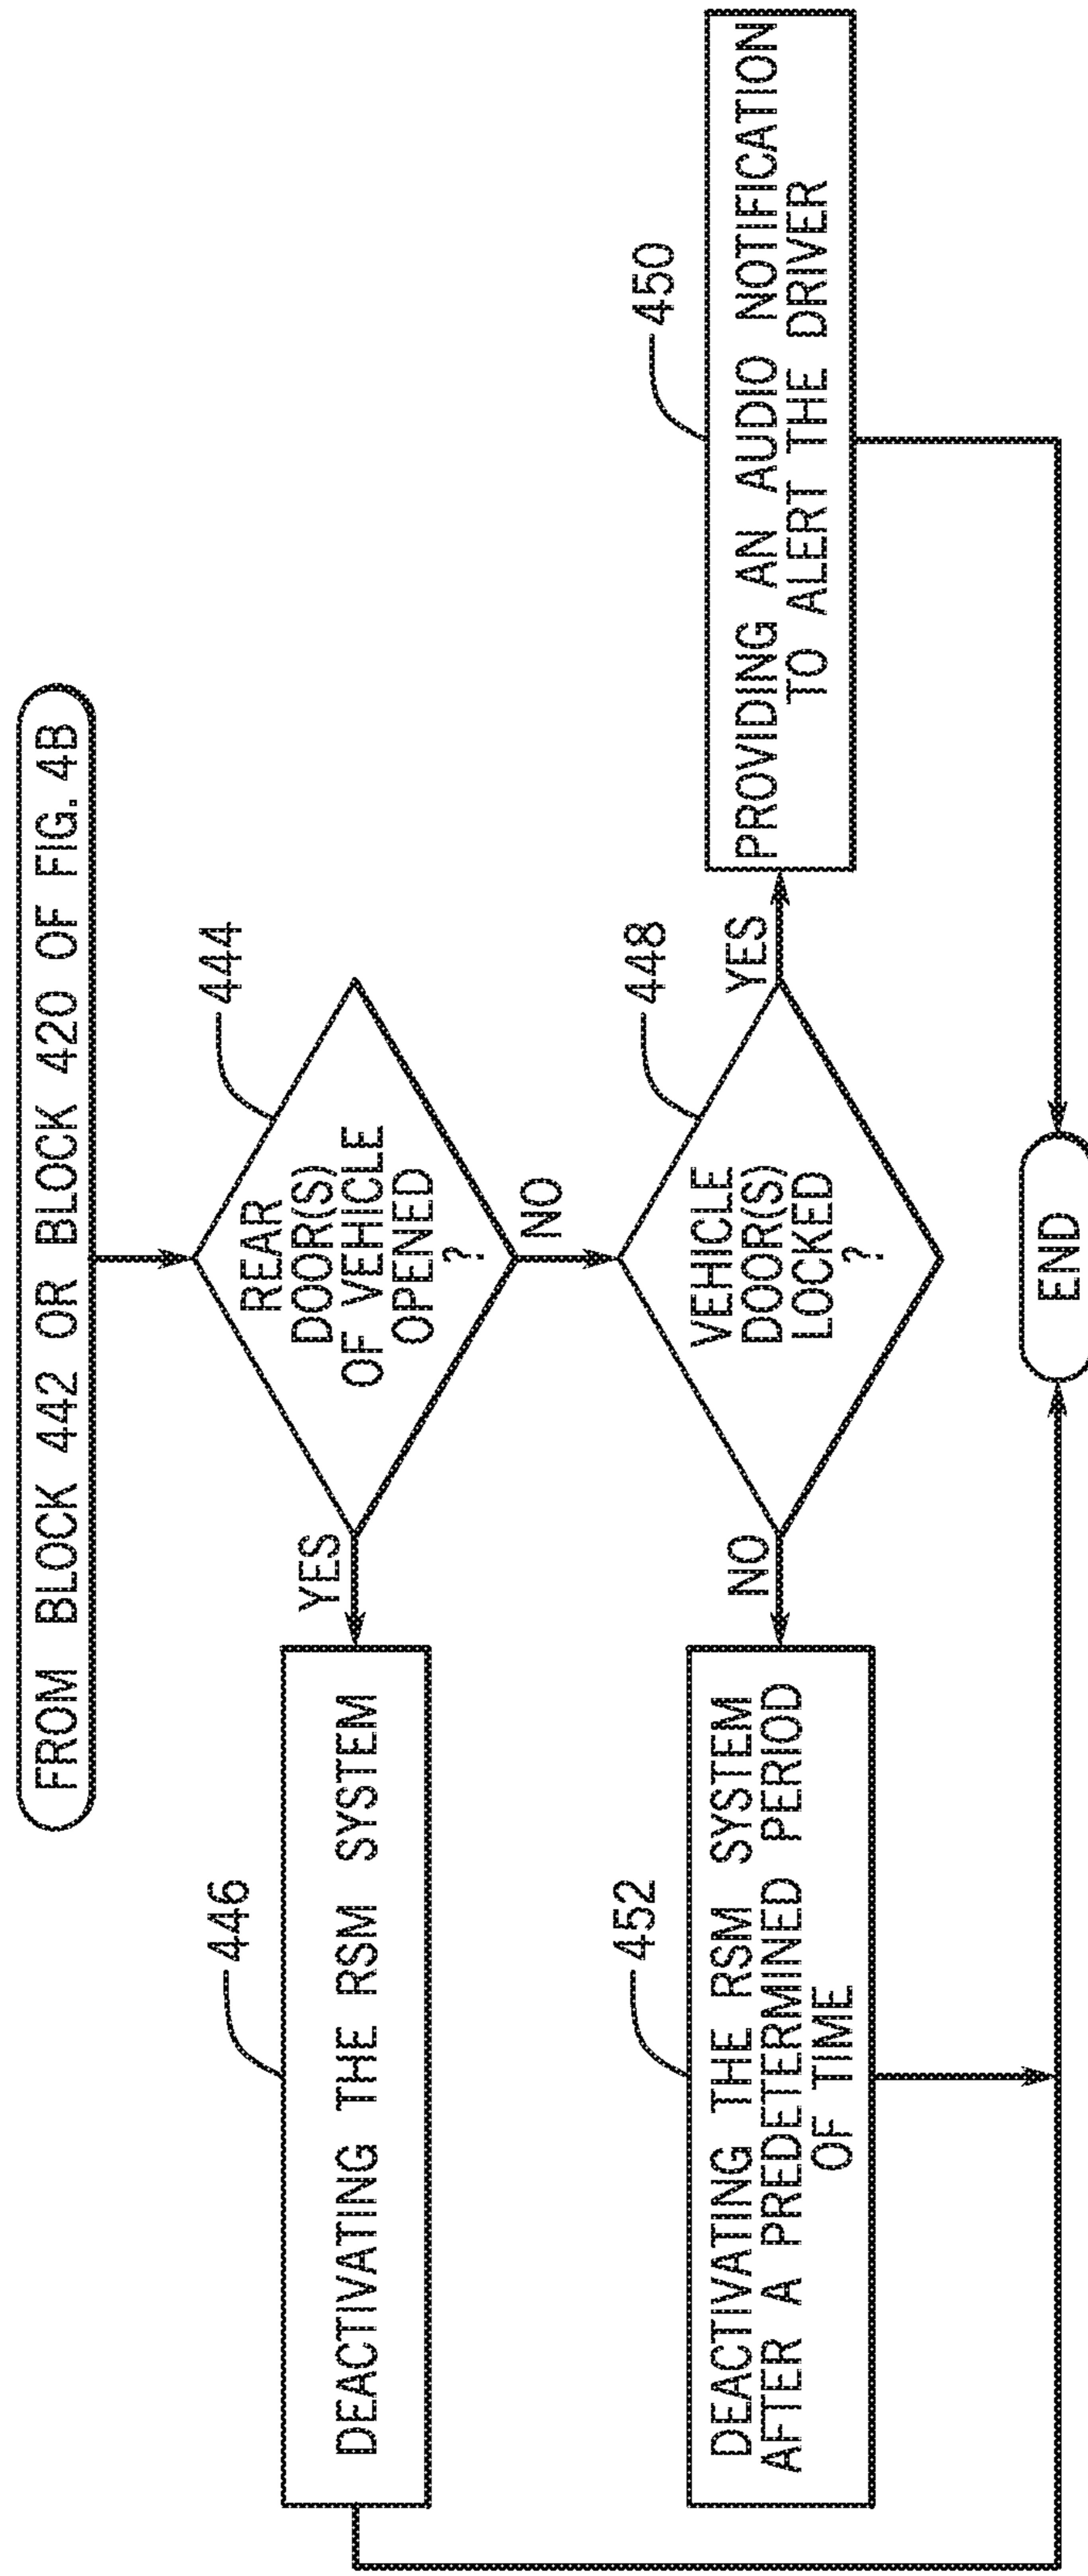 FROM BLOCK 442 OR BLOCK 420 OF FIG. 4B
444
REAR
DOOR(S)
OF VEHICLE
OPENED
?
YES
NO
446
DEACTIVATING THE RSM SYSTEM
448
VEHICLE
DOOR(S)
LOCKED
?
NO
YES
452
DEACTIVATING THE RSM SYSTEM
AFTER A PREDETERMINED PERIOD
OF TIME
450
PROVIDING AN AUDIO NOTIFICATION
TO ALERT THE DRIVER
END